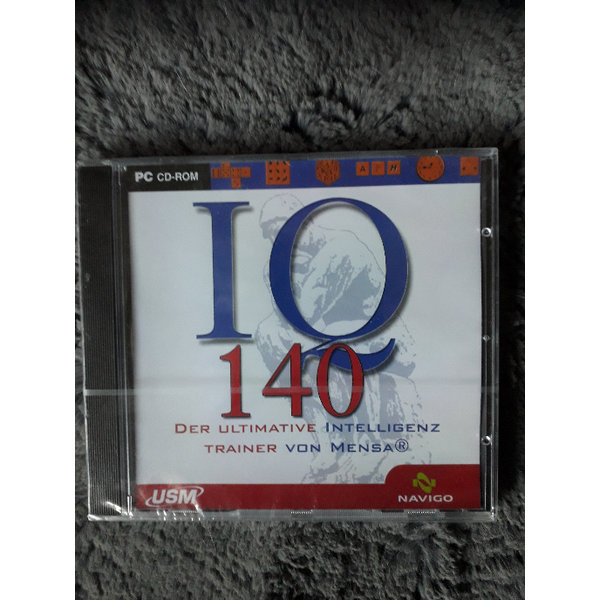 PC CD-ROM
IQ
140
DER ULTIMATIVE INTELLIGENZ
TRAINER VON MENSA®
USM
NAVIGO